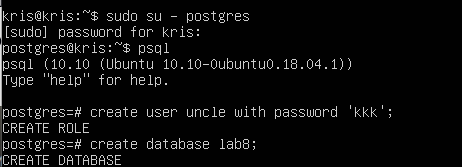 kris@kris:~$ sudo su – postgres
[sudo] password for kris:
postgres@kris:~$ psql
psql (10.10 (Ubuntu 10.10-0ubuntu0.18.04.1))
Type "help" for help.
postgres=# create user uncle with password 'kkk';
CREATE ROLE
postgres=# create database lab8;
CREATE DATABASE